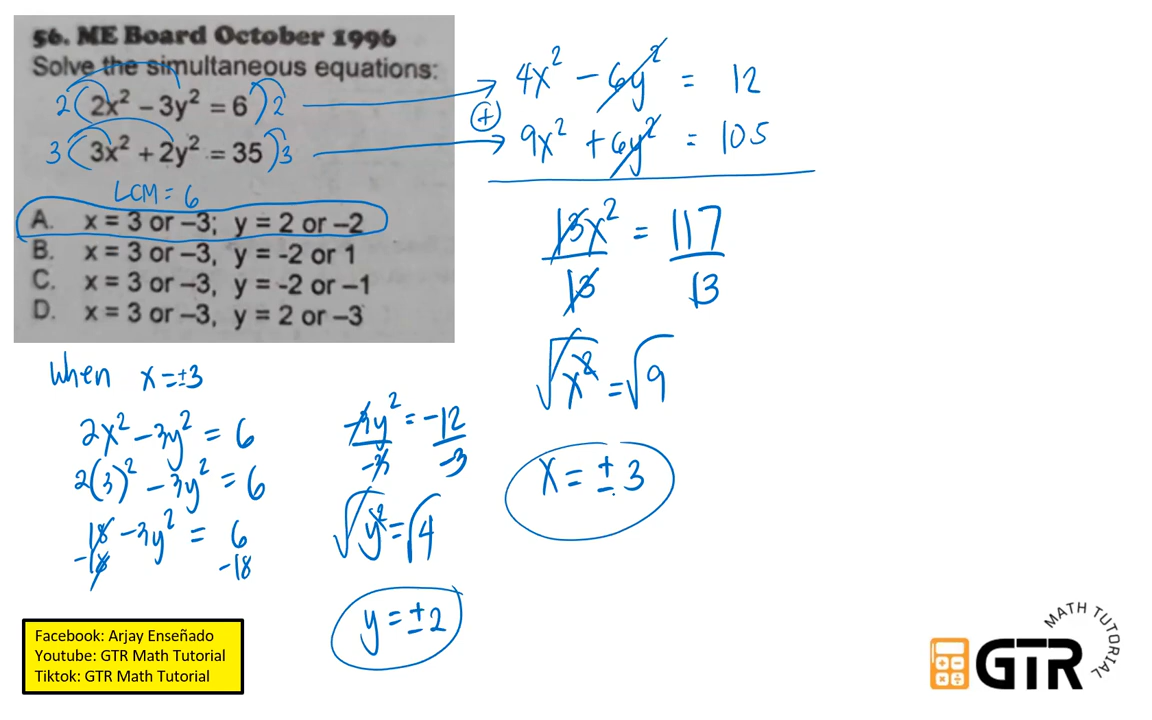 56. ME Board October 1996
Solve the simultaneous equations:
2(2x² – 3y² = 6)2
3(3x² + 2y² = 35)3
LCM = 6
A. x = 3 or –3; y = 2 or –2
B. x = 3 or –3, y = -2 or 1
C. x = 3 or –3, y = -2 or –1
D. x = 3 or –3, y = 2 or –3
4x² – 6y² = 12
+
9x² + 6y² = 105
13x² = 117
13 13
√x² = √9
x = ±3
When x = ±3
2x² – 3y² = 6
2(3)² – 3y² = 6
18 – 3y² = 6
-18 -18
-3y² = -12
-3 -3
√y² = √4
y = ±2
Facebook: Arjay Enseñado
Youtube: GTR Math Tutorial
Tiktok: GTR Math Tutorial
GTR
MATH TUTORIAL